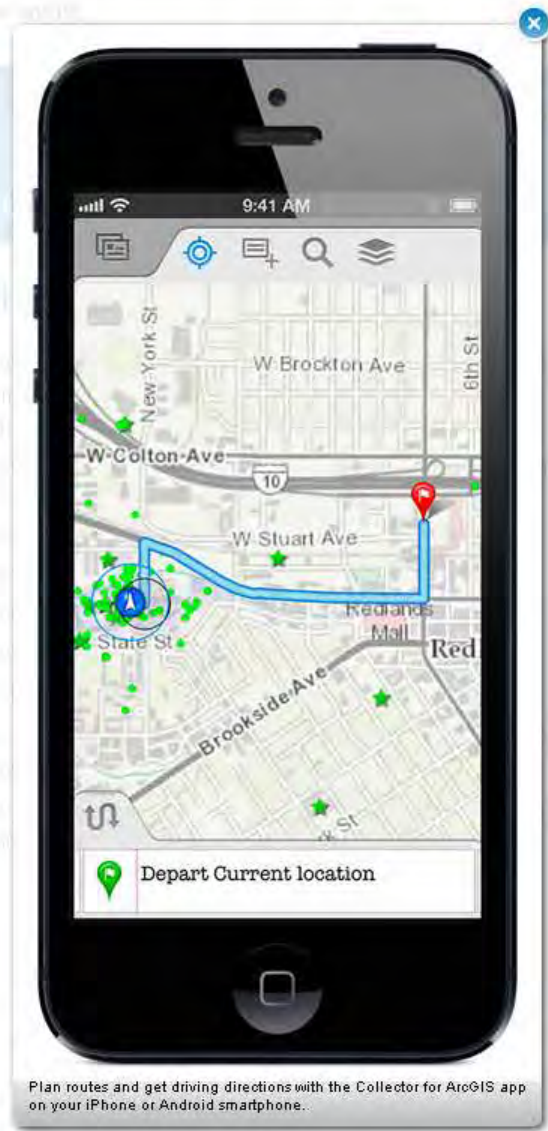 9:41 AM
New York St
W Brockton Ave
6th St
W Colton Ave
10
W Stuart Ave
Redlands
Mall
Red
State St
Brookside Ave
St
Depart Current location
Plan routes and get driving directions with the Collector for ArcGIS app
on your iPhone or Android smartphone.